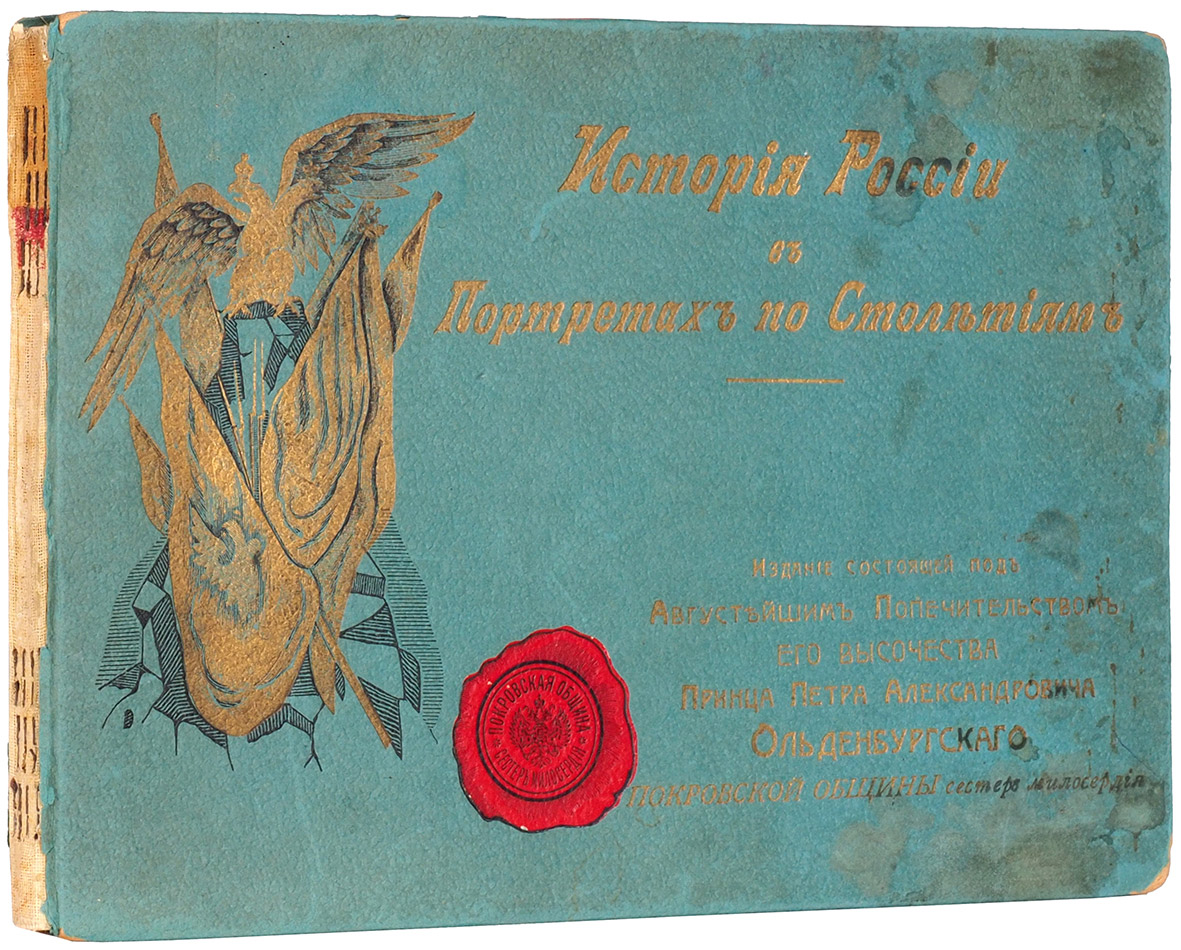 Исторія Россіи
въ
Портретахъ по Столѣтіямъ
Изданіе состоящей подъ
Августѣйшимъ Попечительствомъ
ЕГО ВЫСОЧЕСТВА
Принца Петра Александровича
Ольденбургскаго
ПОКРОВСКОЙ ОБЩИНЫ сестеръ милосердія
ПОКРОВСКАЯ ОБЩИНА
СЕСТЕРЪ МИЛОСЕРДІЯ